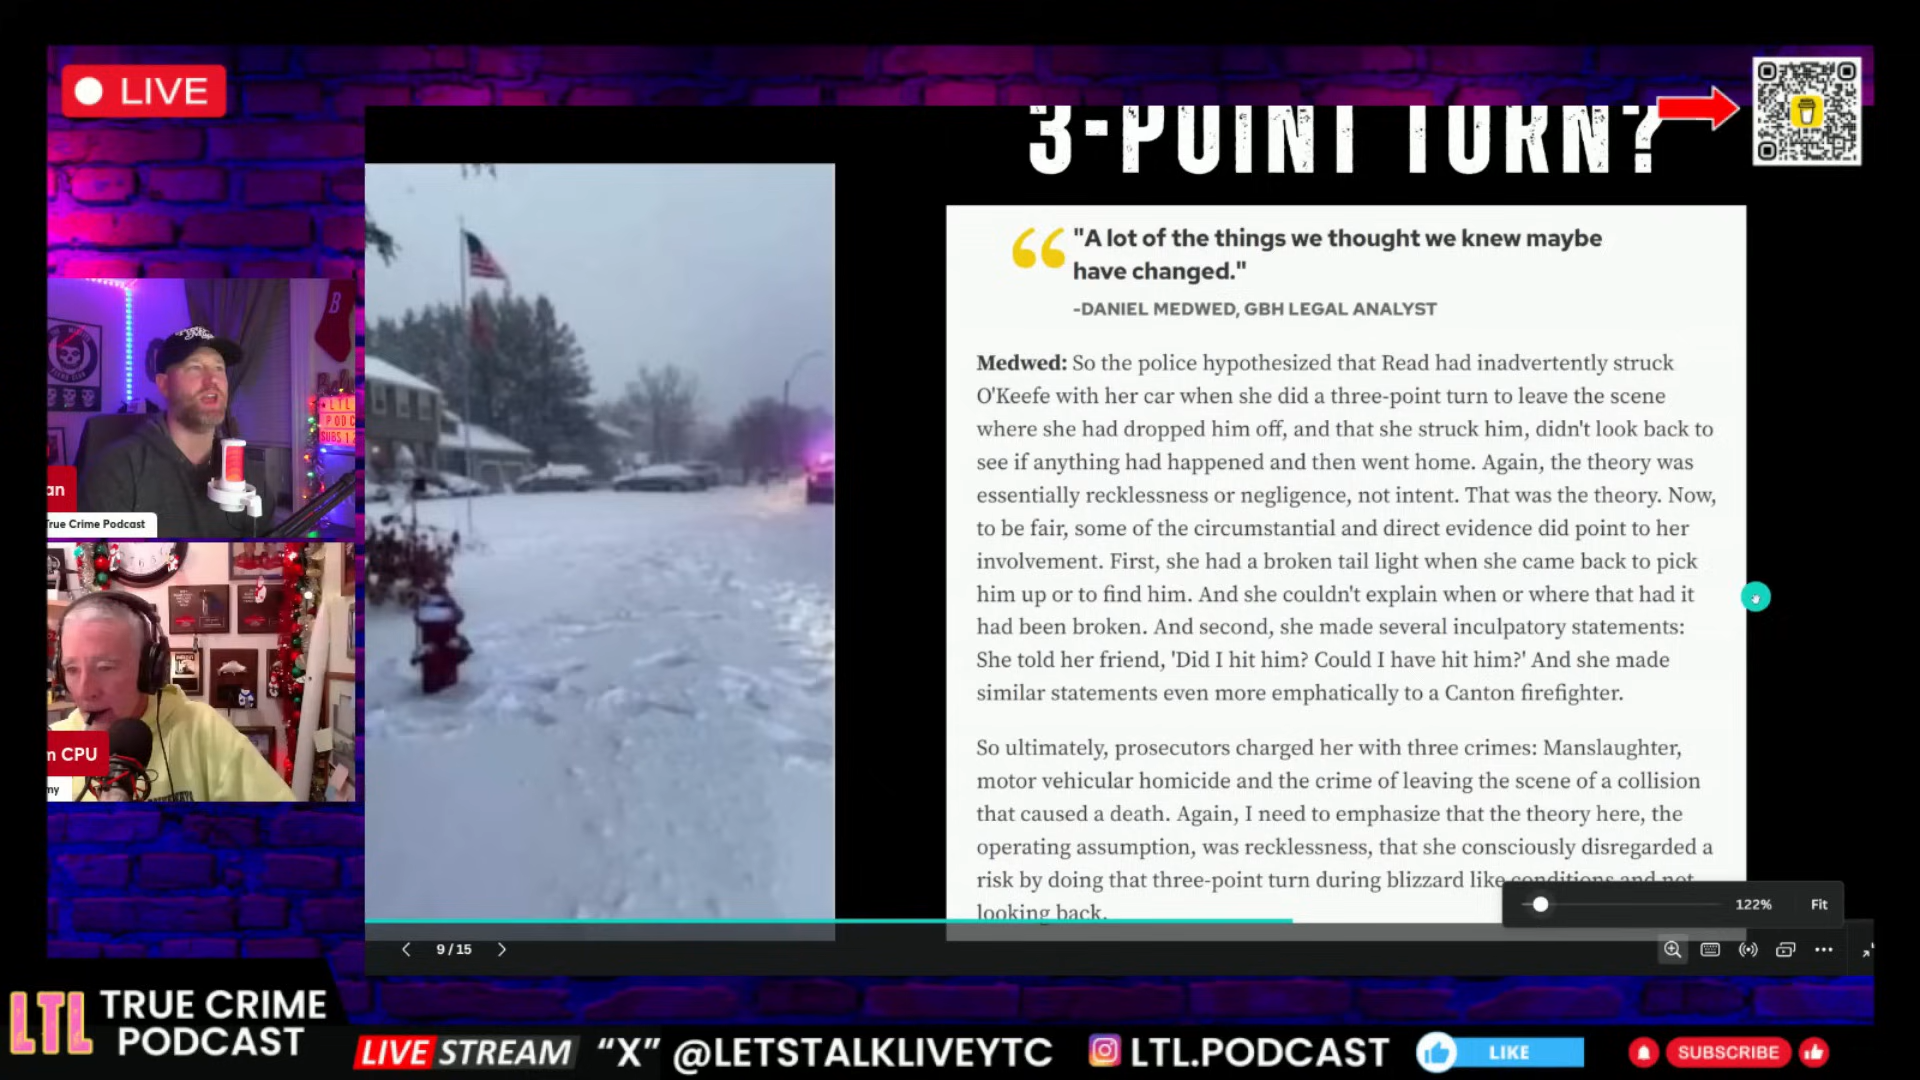 LIVE
3-POINT TURN?
"A lot of the things we thought we knew maybe
have changed."
-DANIEL MEDWED, GBH LEGAL ANALYST
Medwed: So the police hypothesized that Read had inadvertently struck
O'Keefe with her car when she did a three-point turn to leave the scene
where she had dropped him off, and that she struck him, didn't look back to
see if anything had happened and then went home. Again, the theory was
essentially recklessness or negligence, not intent. That was the theory. Now,
to be fair, some of the circumstantial and direct evidence did point to her
involvement. First, she had a broken tail light when she came back to pick
him up or to find him. And she couldn't explain when or where that had it
had been broken. And second, she made several inculpatory statements:
She told her friend, 'Did I hit him? Could I have hit him?' And she made
similar statements even more emphatically to a Canton firefighter.
So ultimately, prosecutors charged her with three crimes: Manslaughter,
motor vehicular homicide and the crime of leaving the scene of a collision
that caused a death. Again, I need to emphasize that the theory here, the
operating assumption, was recklessness, that she consciously disregarded a
risk by doing that three-point turn during blizzard like conditions and not
looking back.
122%
Fit
9 / 15
B
LTL
POD
SUBS
an
True Crime Podcast
n CPU
my
LTL TRUE CRIME
PODCAST
LIVE STREAM
"X" @LETSTALKLIVEYTC
LTL.PODCAST
LIKE
SUBSCRIBE